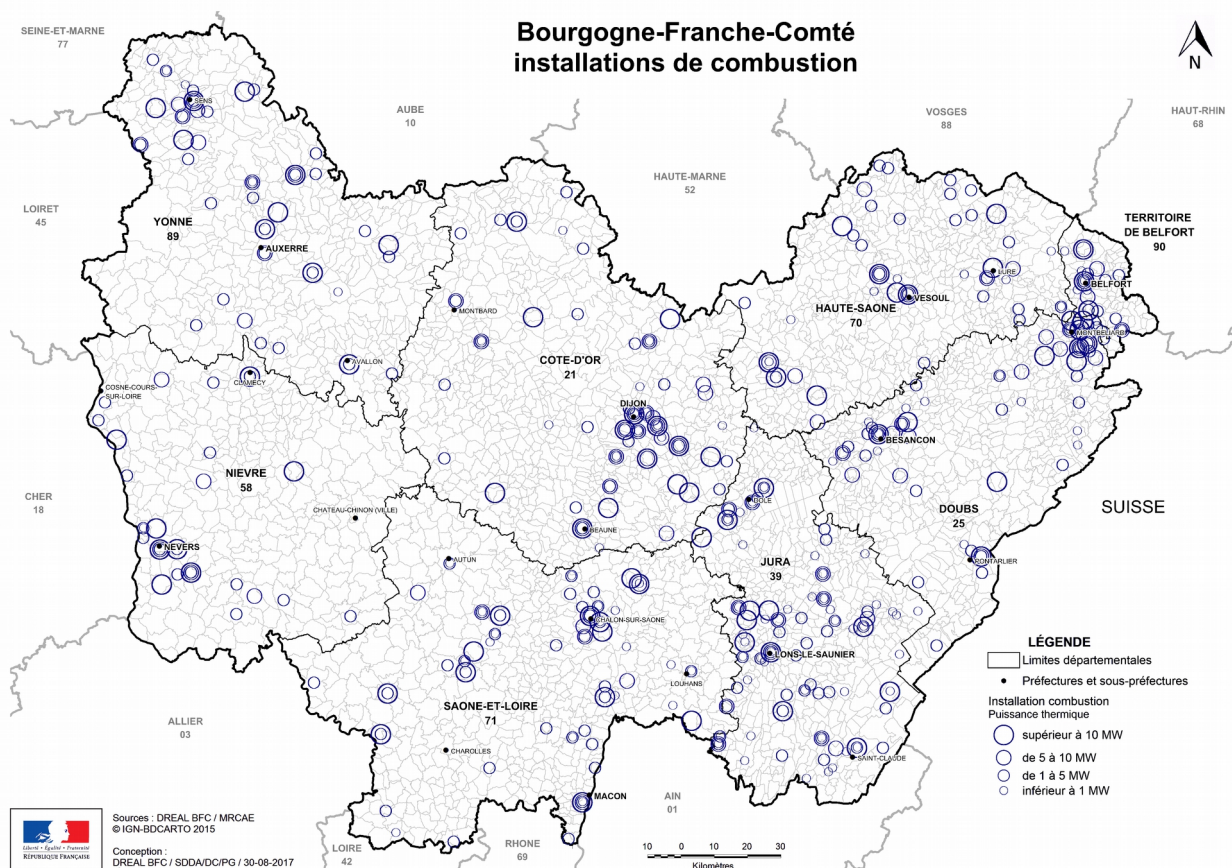 Bourgogne-Franche-Comté
installations de combustion
N
SEINE-ET-MARNE
77
AUBE
10
VOSGES
88
HAUT-RHIN
68
HAUTE-MARNE
52
LOIRET
45
CHER
18
ALLIER
03
LOIRE
42
RHONE
69
AIN
01
SUISSE
SENS
YONNE
89
AUXERRE
AVALLON
CLAMECY
COSNE-COURS-
SUR-LOIRE
NIEVRE
58
CHATEAU-CHINON (VILLE)
NEVERS
MONTBARD
COTE-D'OR
21
DIJON
BEAUNE
HAUTE-SAONE
70
VESOUL
LURE
TERRITOIRE
DE BELFORT
90
BELFORT
MONTBELIARD
BESANCON
DOUBS
25
PONTARLIER
DOLE
JURA
39
LONS-LE-SAUNIER
SAINT-CLAUDE
AUTUN
CHALON-SUR-SAONE
LOUHANS
SAONE-ET-LOIRE
71
CHAROLLES
MACON
LÉGENDE
Limites départementales
Préfectures et sous-préfectures
Installation combustion
Puissance thermique
supérieur à 10 MW
de 5 à 10 MW
de 1 à 5 MW
inférieur à 1 MW
10 0 10 20 30
Kilomètres
Liberté • Égalité • Fraternité
RÉPUBLIQUE FRANÇAISE
Sources : DREAL BFC / MRCAE
© IGN-BDCARTO 2015
Conception :
DREAL BFC / SDDA/DC/PG / 30-08-2017